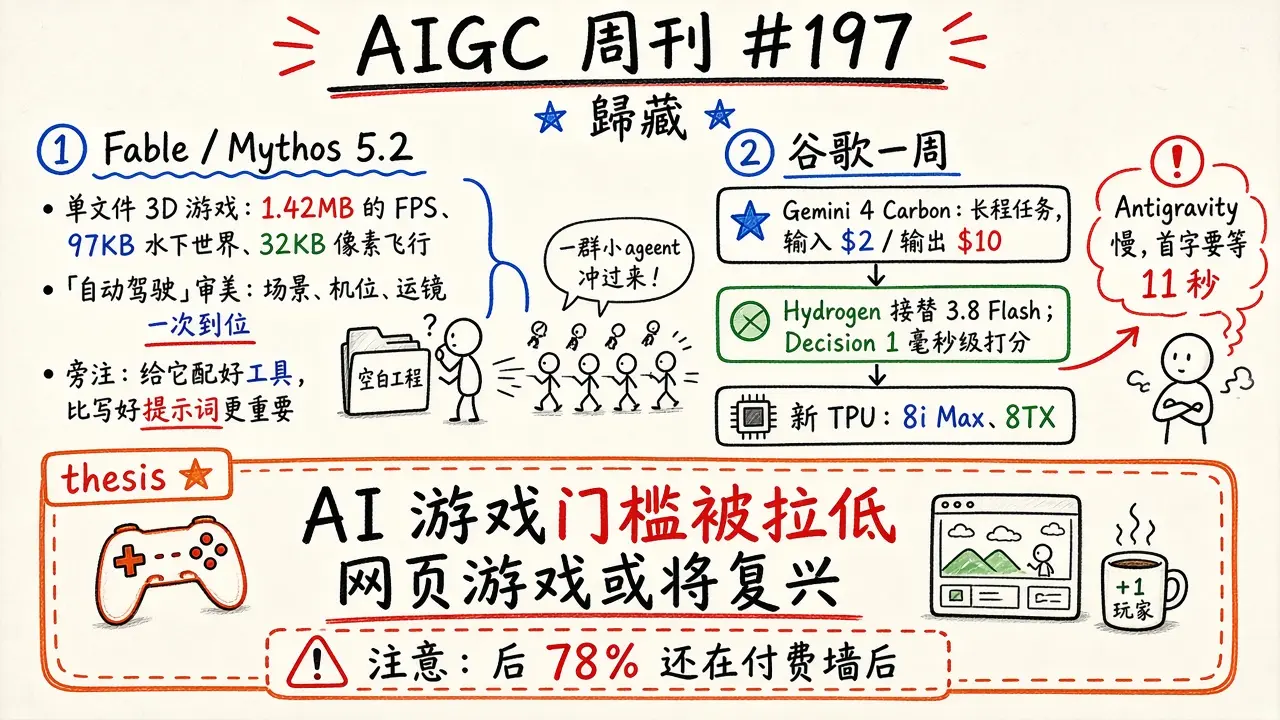 AIGC 周刊 #197
歸藏
1 Fable / Mythos 5.2
• 单文件 3D 游戏：1.42MB 的 FPS、
97KB 水下世界、32KB 像素飞行
• 「自动驾驶」审美：场景、机位、运镜
一次到位
• 旁注：给它配好工具，
比写好提示词更重要
?
空白工程
一群小ageent
冲过来！
2 谷歌一周
Gemini 4 Carbon：长程任务，
输入 $2 / 输出 $10
Hydrogen 接替 3.8 Flash；
Decision 1 毫秒级打分
新 TPU：8i Max、8TX
!
Antigravity
慢，首字要等
11 秒
thesis
AI 游戏门槛被拉低
网页游戏或将复兴
+1
玩家
! 注意：后 78% 还在付费墙后